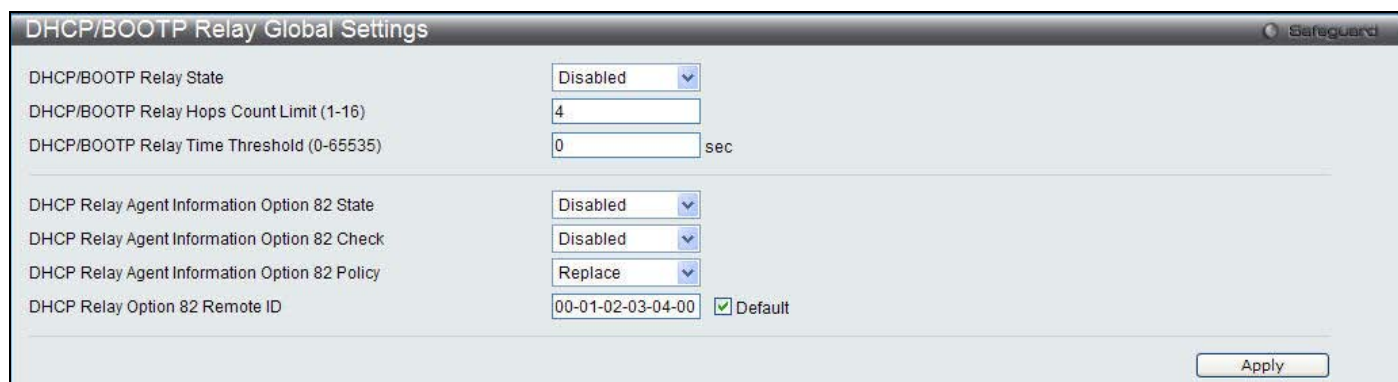 DHCP/BOOTP Relay Global Settings Safeguard
DHCP/BOOTP Relay State Disabled
DHCP/BOOTP Relay Hops Count Limit (1-16) 4
DHCP/BOOTP Relay Time Threshold (0-65535) 0 sec
DHCP Relay Agent Information Option 82 State Disabled
DHCP Relay Agent Information Option 82 Check Disabled
DHCP Relay Agent Information Option 82 Policy Replace
DHCP Relay Option 82 Remote ID 00-01-02-03-04-00 Default
Apply